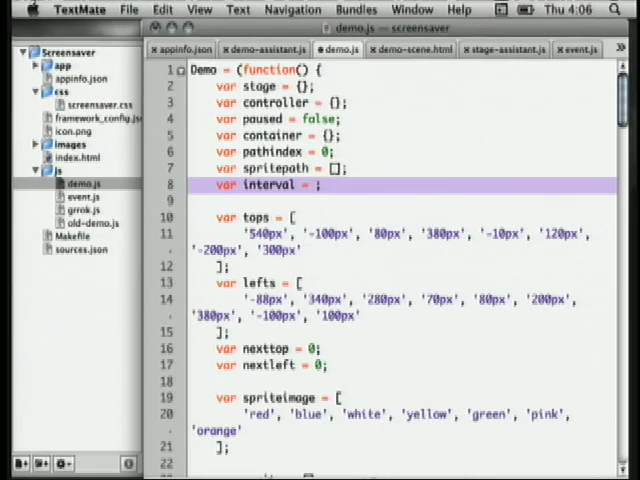 TextMate File Edit View Text Navigation Bundles Window Help Thu 4:06
demo.js — screensaver
appinfo.json demo-assistant.js demo.js demo-scene.html stage-assistant.js event.js »
Screensaver
app
appinfo.json
css
screensaver.css
framework_config.js
icon.png
images
index.html
js
demo.js
event.js
grrok.js
old-demo.js
Makefile
sources.json
1 Demo = (function() {
2 var stage = {};
3 var controller = {};
4 var paused = false;
5 var container = {};
6 var pathindex = 0;
7 var spritepath = [];
8 var interval = ;
9
10 var tops = [
11 '540px', '-100px', '80px', '380px', '-10px', '120px',
'-200px', '300px'
12 ];
13 var lefts = [
14 '-88px', '340px', '280px', '70px', '80px', '200px',
'380px', '-100px', '100px'
15 ];
16 var nexttop = 0;
17 var nextleft = 0;
18
19 var spriteimage = [
20 'red', 'blue', 'white', 'yellow', 'green', 'pink',
'orange'
21 ];
22